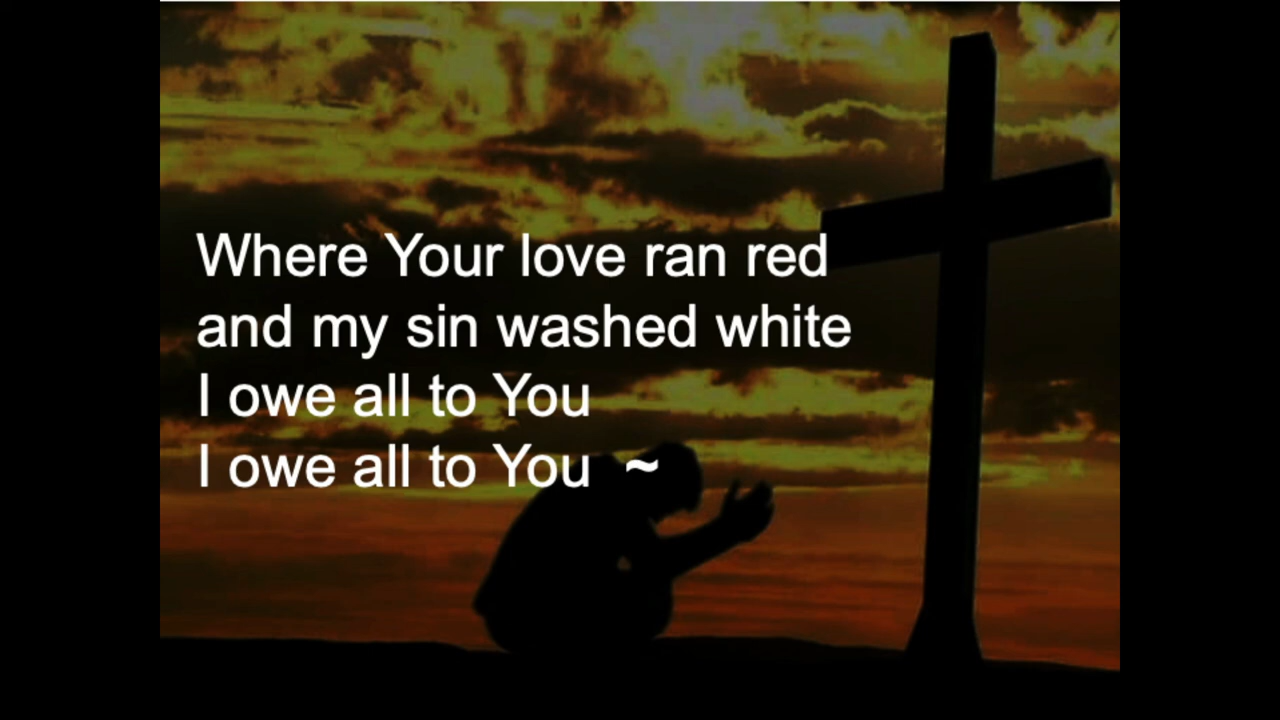 Where Your love ran red
and my sin washed white
I owe all to You
I owe all to You ~